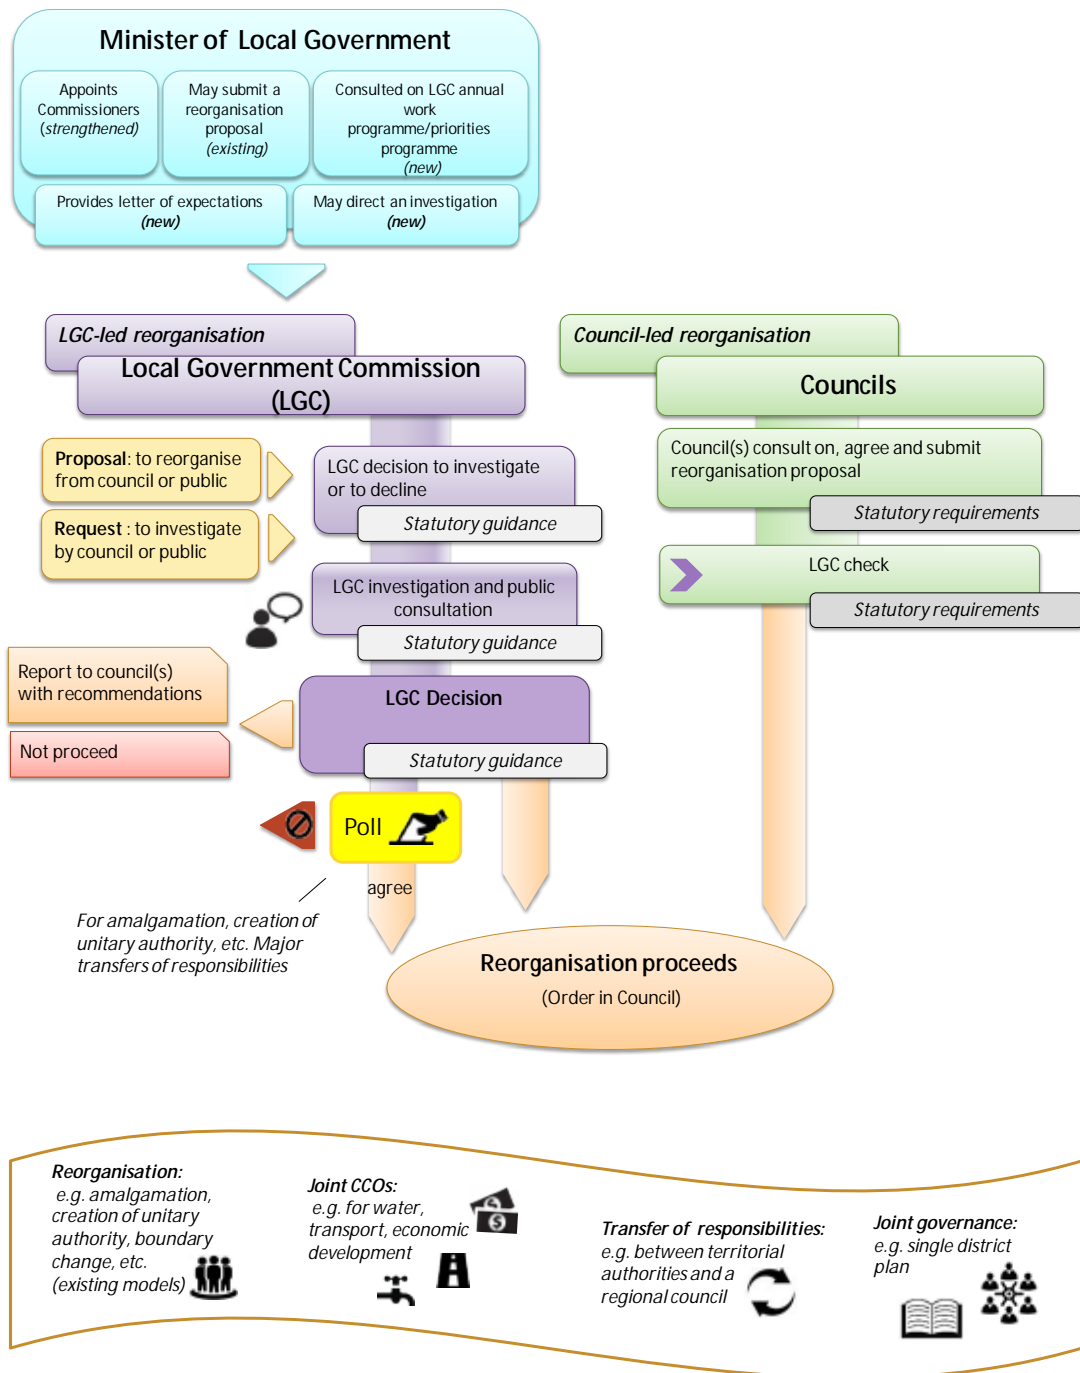 Minister of Local Government
Appoints
Commissioners
(strengthened)
May submit a
reorganisation
proposal
(existing)
Consulted on LGC annual
work
programme/priorities
programme
(new)
Provides letter of expectations
(new)
May direct an investigation
(new)
LGC-led reorganisation
Local Government Commission
(LGC)
Proposal: to reorganise
from council or public
Request : to investigate
by council or public
LGC decision to investigate
or to decline
Statutory guidance
LGC investigation and public
consultation
Statutory guidance
Report to council(s)
with recommendations
Not proceed
LGC Decision
Statutory guidance
Poll
agree
For amalgamation, creation of
unitary authority, etc. Major
transfers of responsibilities
Council-led reorganisation
Councils
Council(s) consult on, agree and submit
reorganisation proposal
Statutory requirements
LGC check
Statutory requirements
Reorganisation proceeds
(Order in Council)
Reorganisation:
e.g. amalgamation,
creation of unitary
authority, boundary
change, etc.
(existing models)
Joint CCOs:
e.g. for water,
transport, economic
development
Transfer of responsibilities:
e.g. between territorial
authorities and a
regional council
Joint governance:
e.g. single district
plan